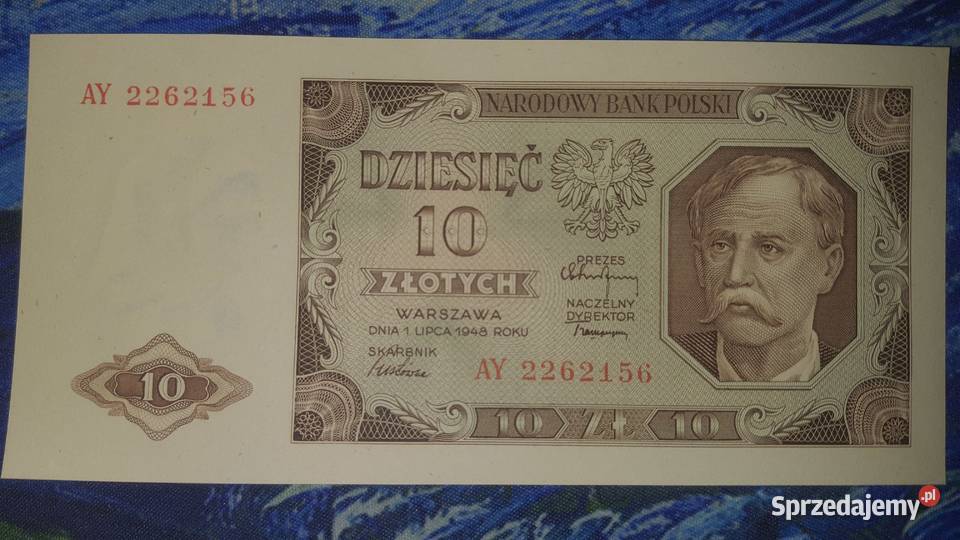 AY 2262156
NARODOWY BANK POLSKI
DZIESIĘĆ
10
ZŁOTYCH
WARSZAWA
DNIA 1 LIPCA 1948 ROKU
PREZES
NACZELNY
DYREKTOR
SKARBNIK
AY 2262156
10
10 ZŁ 10
Sprzedajemy.pl